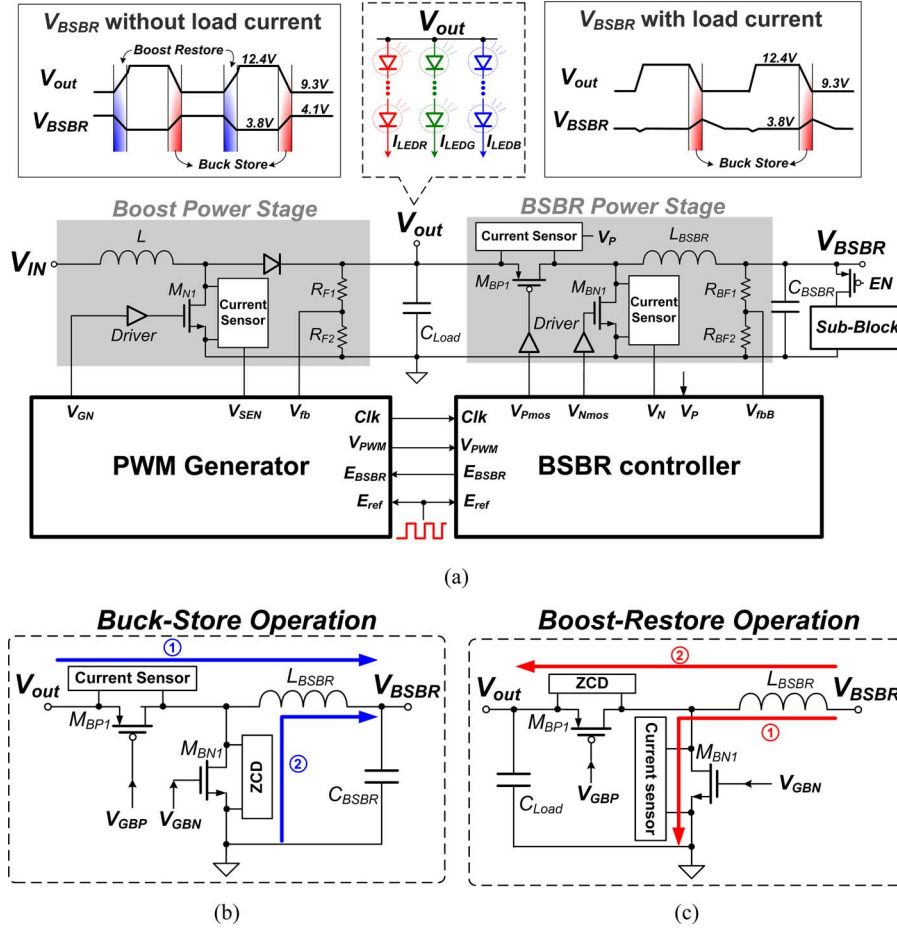 V_BSBR without load current
Boost Restore
V_out
12.4V
9.3V
V_BSBR
3.8V
4.1V
Buck Store
V_out
I_LEDR
I_LEDG
I_LEDB
V_BSBR with load current
V_out
12.4V
9.3V
V_BSBR
3.8V
Buck Store
Boost Power Stage
V_IN
L
M_N1
Driver
Current
Sensor
R_F1
R_F2
V_out
C_Load
BSBR Power Stage
Current Sensor
V_P
M_BP1
L_BSBR
M_BN1
Driver
Current
Sensor
R_BF1
R_BF2
C_BSBR
V_BSBR
EN
Sub-Block
V_GN
V_SEN
V_fb
PWM Generator
Clk
V_PWM
E_BSBR
E_ref
V_Pmos
V_Nmos
V_N
V_P
V_fbB
Clk
V_PWM
E_BSBR
E_ref
BSBR controller
(a)
Buck-Store Operation
①
V_out
Current Sensor
L_BSBR
V_BSBR
M_BP1
M_BN1
ZCD
②
C_BSBR
V_GBP
V_GBN
(b)
Boost-Restore Operation
②
V_out
ZCD
L_BSBR
V_BSBR
M_BP1
①
M_BN1
C_Load
V_GBP
Current sensor
V_GBN
(c)